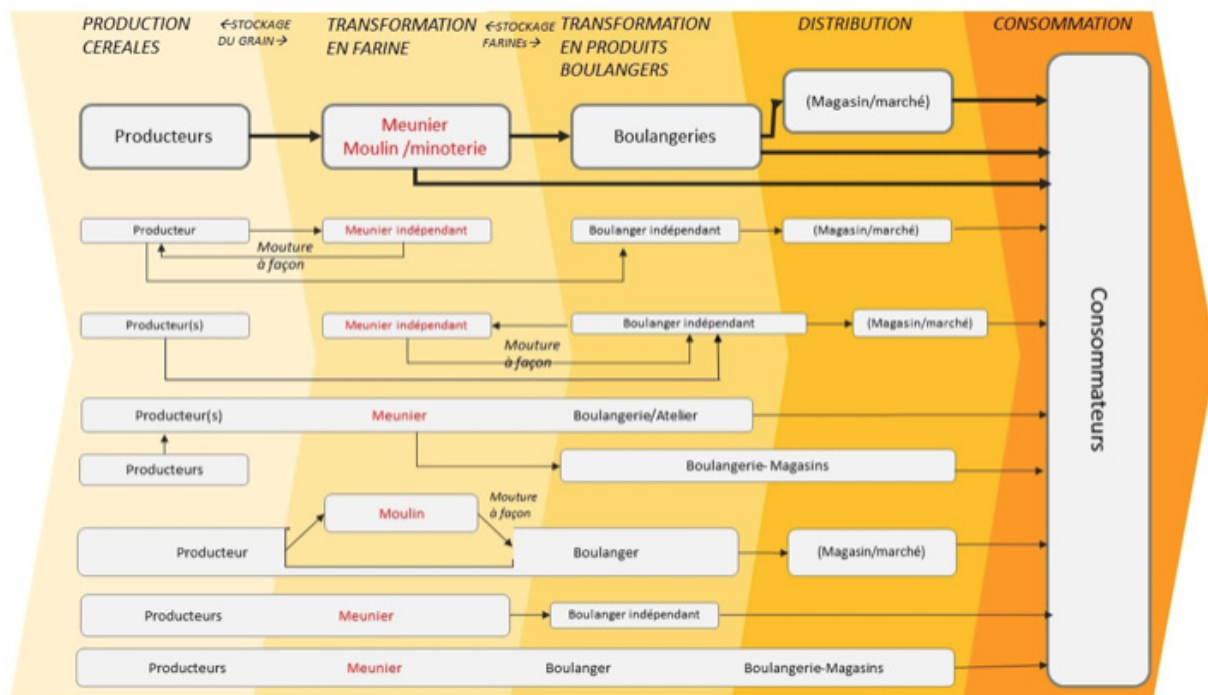 PRODUCTION
CEREALES
←STOCKAGE
DU GRAIN→
TRANSFORMATION
EN FARINE
←STOCKAGE
FARINEs→
TRANSFORMATION
EN PRODUITS
BOULANGERS
DISTRIBUTION
CONSOMMATION
Producteurs
Meunier
Moulin /minoterie
Boulangeries
(Magasin/marché)
Producteur
Meunier indépendant
Boulanger indépendant
(Magasin/marché)
Mouture
à façon
Producteur(s)
Meunier indépendant
Boulanger indépendant
(Magasin/marché)
Mouture
à façon
Producteur(s)
Meunier
Boulangerie/Atelier
Producteurs
Boulangerie- Magasins
Moulin
Mouture
à façon
Producteur
Boulanger
(Magasin/marché)
Producteurs
Meunier
Boulanger indépendant
Producteurs
Meunier
Boulanger
Boulangerie-Magasins
Consommateurs